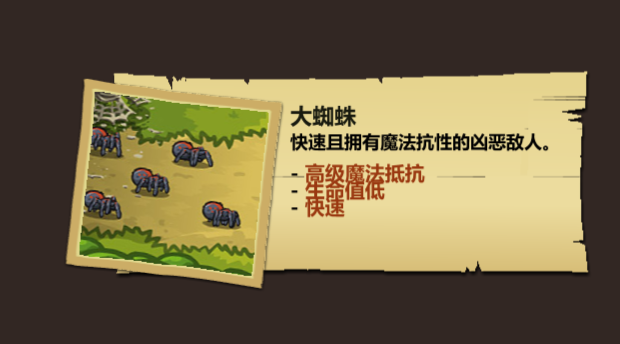 大蜘蛛
快速且拥有魔法抗性的凶恶敌人。
- 高级魔法抵抗
- 生命值低
- 快速